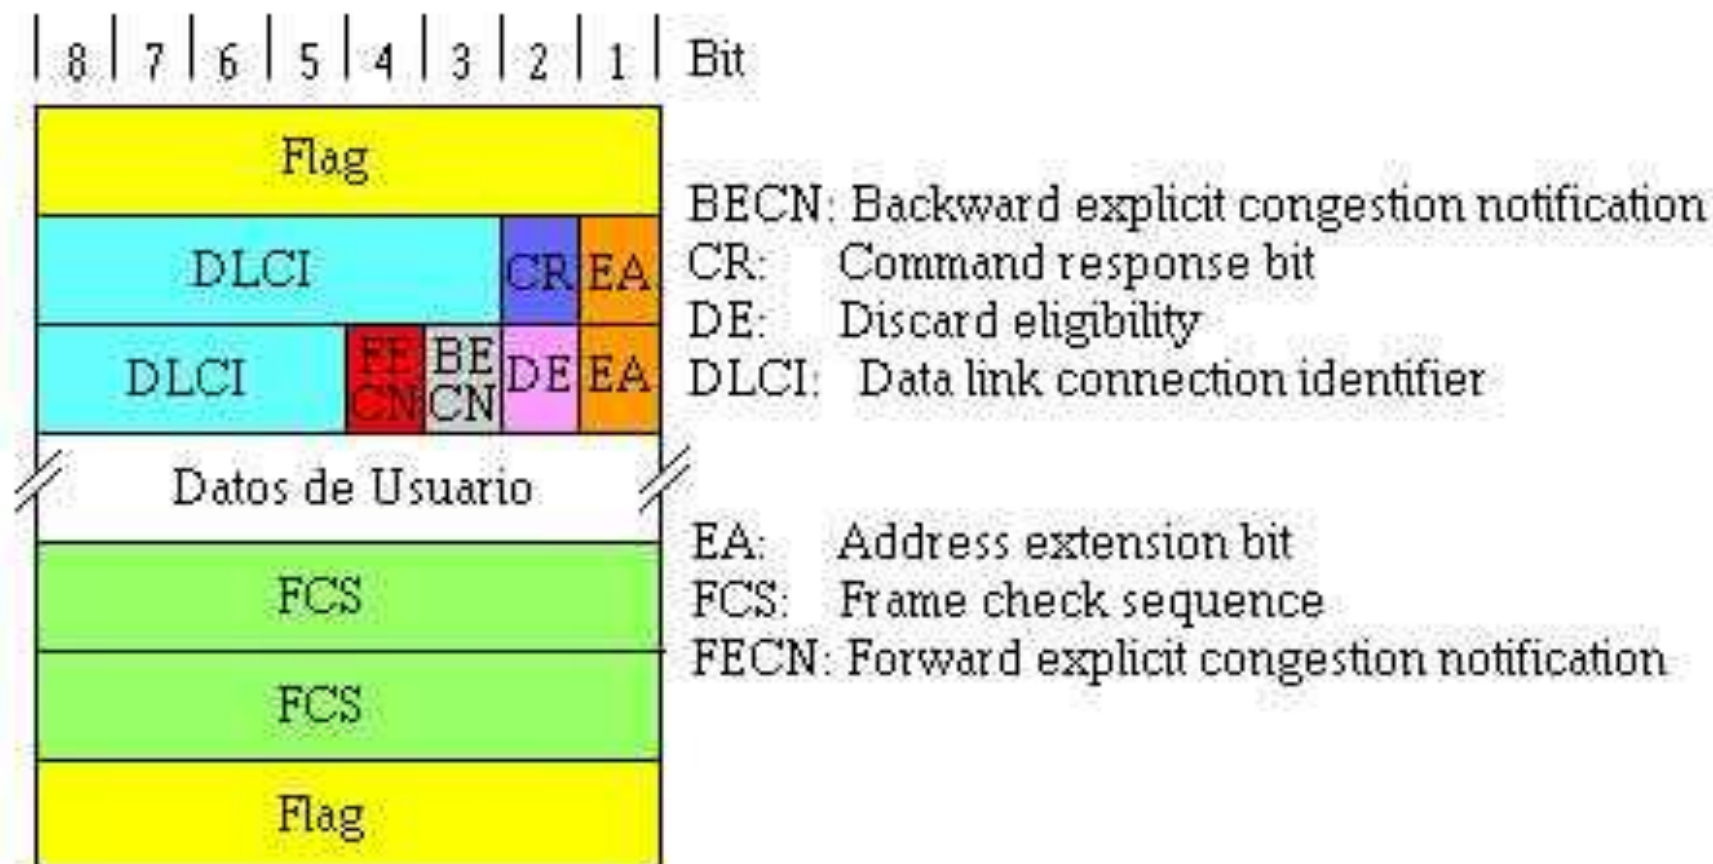 8 7 6 5 4 3 2 1 Bit
Flag
DLCI CR EA
DLCI FE CN BE CN DE EA
Datos de Usuario
FCS
FCS
Flag
BECN: Backward explicit congestion notification
CR: Command response bit
DE: Discard eligibility
DLCI: Data link connection identifier
EA: Address extension bit
FCS: Frame check sequence
FECN: Forward explicit congestion notification